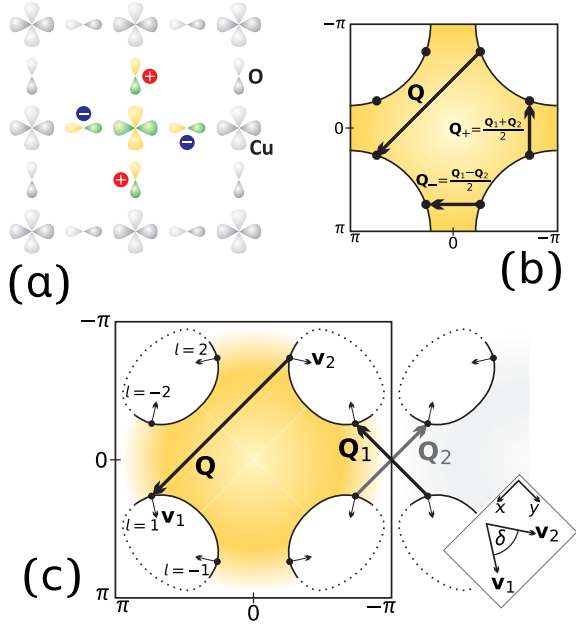 +
O
−
−
Cu
+
(α)
−π
0
π
π
0
−π
Q
Q₊=(Q₁+Q₂)/2
Q₋=(Q₁−Q₂)/2
(b)
−π
0
π
π
0
−π
l=2
l=−2
v₂
Q
Q₁
Q₂
l=1
v₁
l=−1
(c)
x y
δ
v₂
v₁